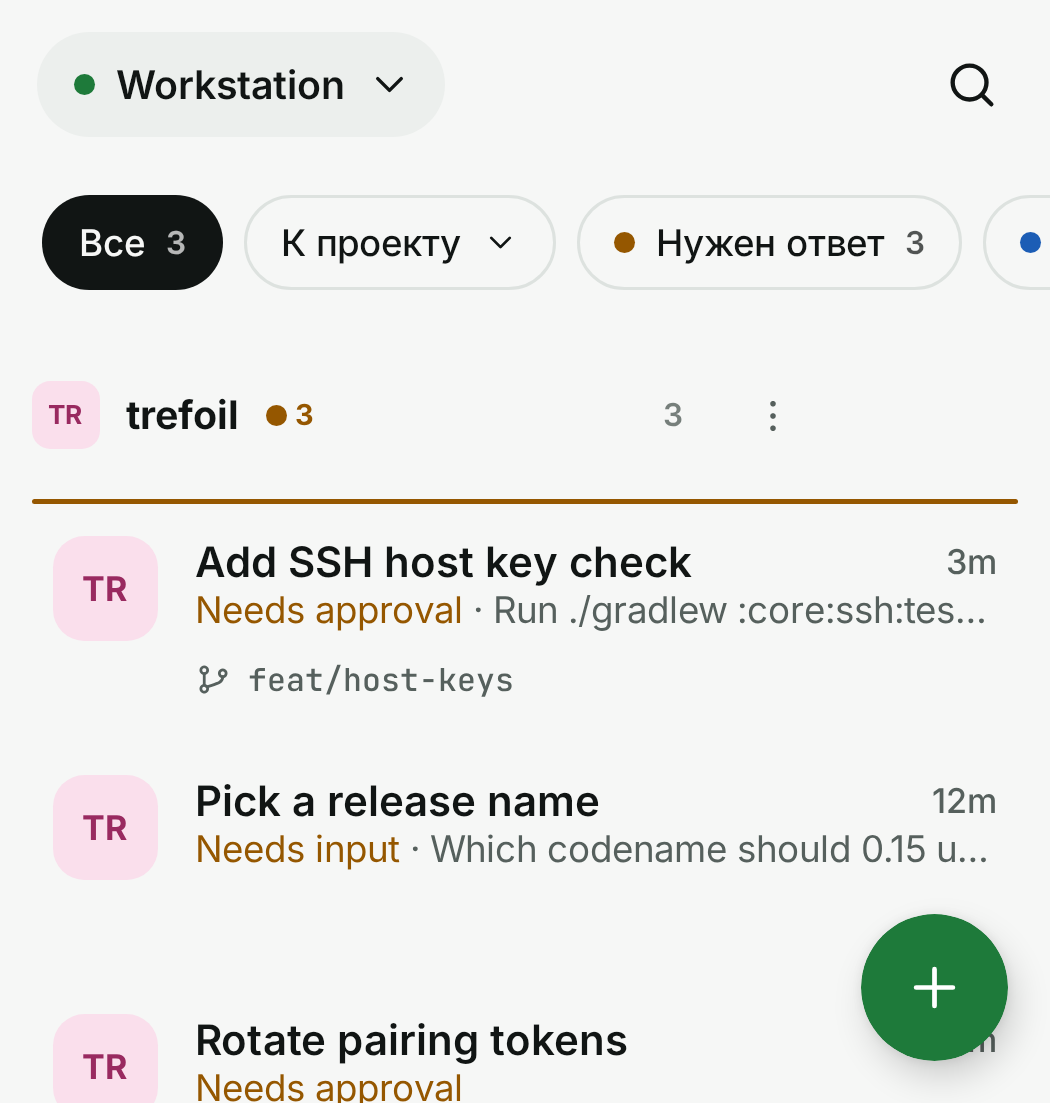 Workstation
Все 3 К проекту Нужен ответ 3
TR trefoil 3 3
TR Add SSH host key check 3m
Needs approval · Run ./gradlew :core:ssh:tes...
feat/host-keys
TR Pick a release name 12m
Needs input · Which codename should 0.15 u...
TR Rotate pairing tokens
Needs approval